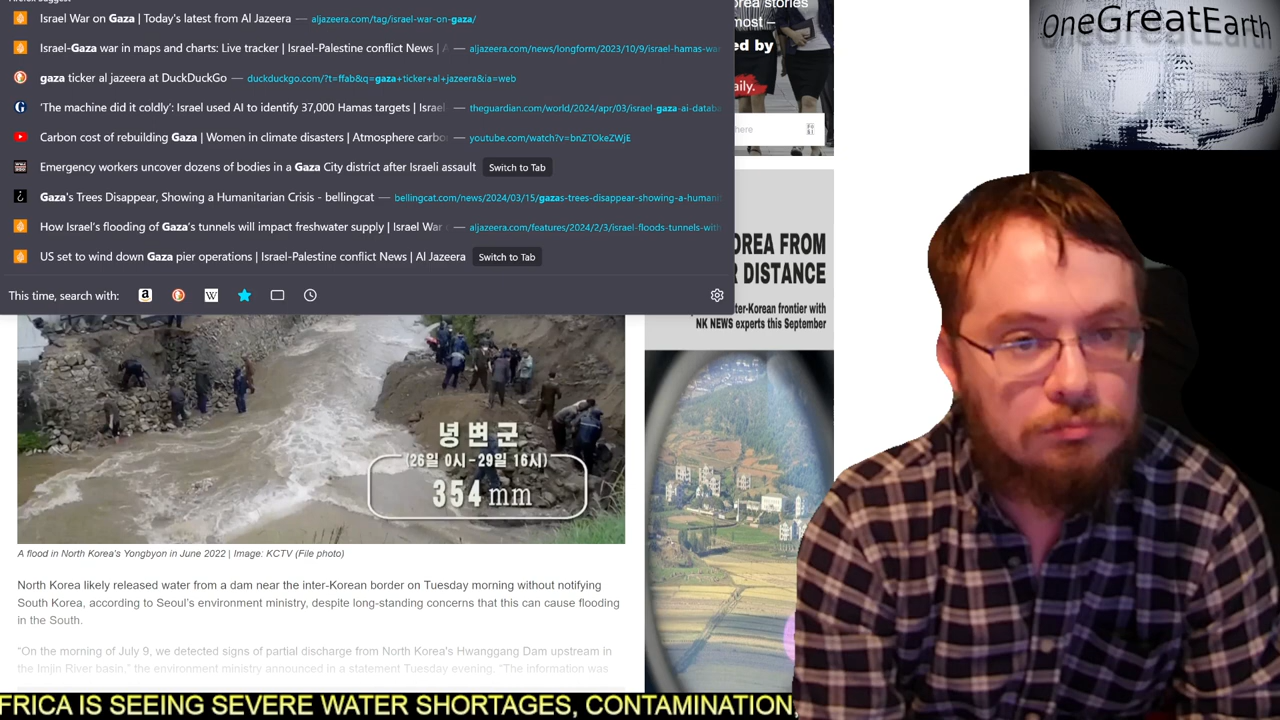 Israel War on Gaza | Today's latest from Al Jazeera — aljazeera.com/tag/israel-war-on-gaza/
Israel-Gaza war in maps and charts: Live tracker | Israel-Palestine conflict News | — aljazeera.com/news/longform/2023/10/9/israel-hamas-wa
gaza ticker al jazeera at DuckDuckGo — duckduckgo.com/?t=ffab&q=gaza+ticker+al+jazeera&ia=web
'The machine did it coldly': Israel used AI to identify 37,000 Hamas targets | Israel — theguardian.com/world/2024/apr/03/israel-gaza-ai-databa
Carbon cost of rebuilding Gaza | Women in climate disasters | Atmosphere carbo — youtube.com/watch?v=bnZTOkeZWjE
Emergency workers uncover dozens of bodies in a Gaza City district after Israeli assault Switch to Tab
Gaza's Trees Disappear, Showing a Humanitarian Crisis - bellingcat — bellingcat.com/news/2024/03/15/gazas-trees-disappear-showing-a-humanit
How Israel's flooding of Gaza's tunnels will impact freshwater supply | Israel War — aljazeera.com/features/2024/2/3/israel-floods-tunnels-with
US set to wind down Gaza pier operations | Israel-Palestine conflict News | Al Jazeera Switch to Tab
This time, search with:
orea stories
most –
ed by
aily.
here
OREA FROM
R DISTANCE
ter-Korean frontier with
NK NEWS experts this September
OneGreatEarth
녕변군
(26일 0시-29일 16시)
354 mm
A flood in North Korea's Yongbyon in June 2022 | Image: KCTV (File photo)
North Korea likely released water from a dam near the inter-Korean border on Tuesday morning without notifying
South Korea, according to Seoul's environment ministry, despite long-standing concerns that this can cause flooding
in the South.
"On the morning of July 9, we detected signs of partial discharge from North Korea's Hwanggang Dam upstream in
the Imjin River basin," the environment ministry announced in a statement Tuesday evening. "The information was
FRICA IS SEEING SEVERE WATER SHORTAGES, CONTAMINATION,